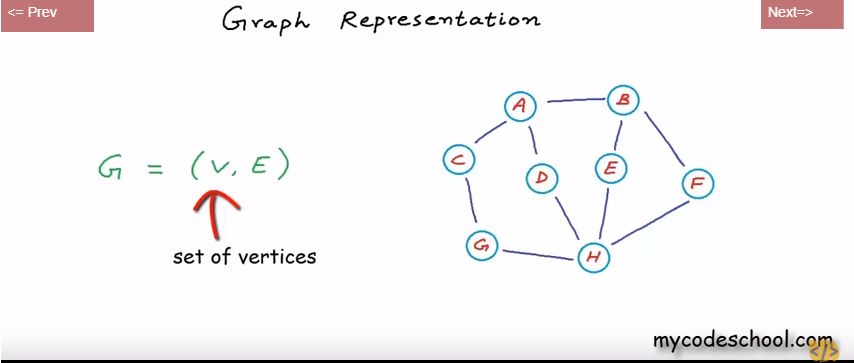 <= Prev
Graph Representation
Next=>
G = (V, E)
set of vertices
A
B
C
D
E
F
G
H
mycodeschool.com
</>